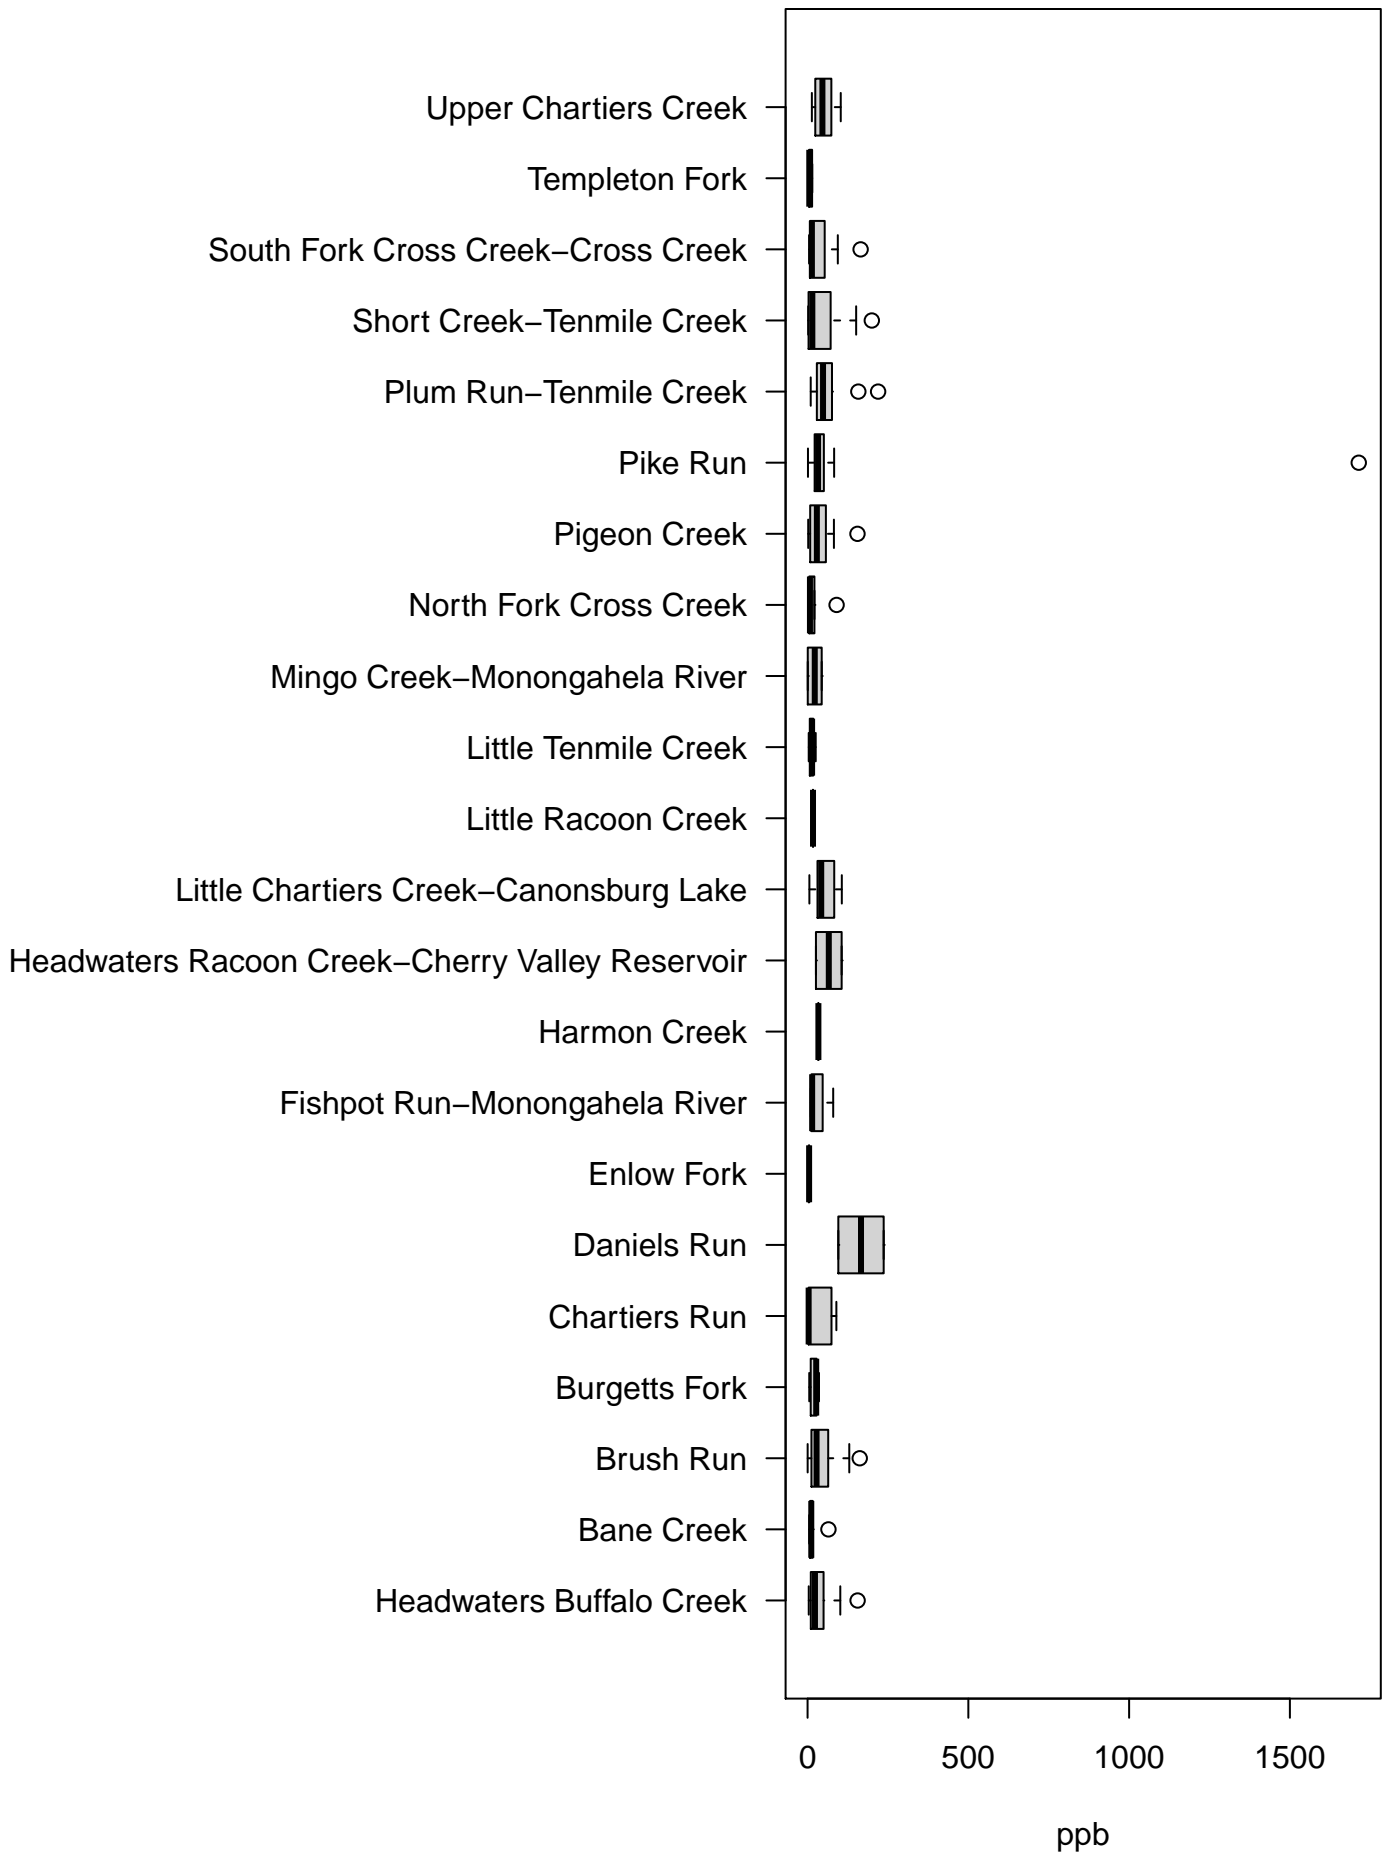 Upper Chartiers Creek
Templeton Fork
South Fork Cross Creek−Cross Creek
Short Creek−Tenmile Creek
Plum Run−Tenmile Creek
Pike Run
Pigeon Creek
North Fork Cross Creek
Mingo Creek−Monongahela River
Little Tenmile Creek
Little Racoon Creek
Little Chartiers Creek−Canonsburg Lake
Headwaters Racoon Creek−Cherry Valley Reservoir
Harmon Creek
Fishpot Run−Monongahela River
Enlow Fork
Daniels Run
Chartiers Run
Burgetts Fork
Brush Run
Bane Creek
Headwaters Buffalo Creek
0 500 1000 1500
ppb